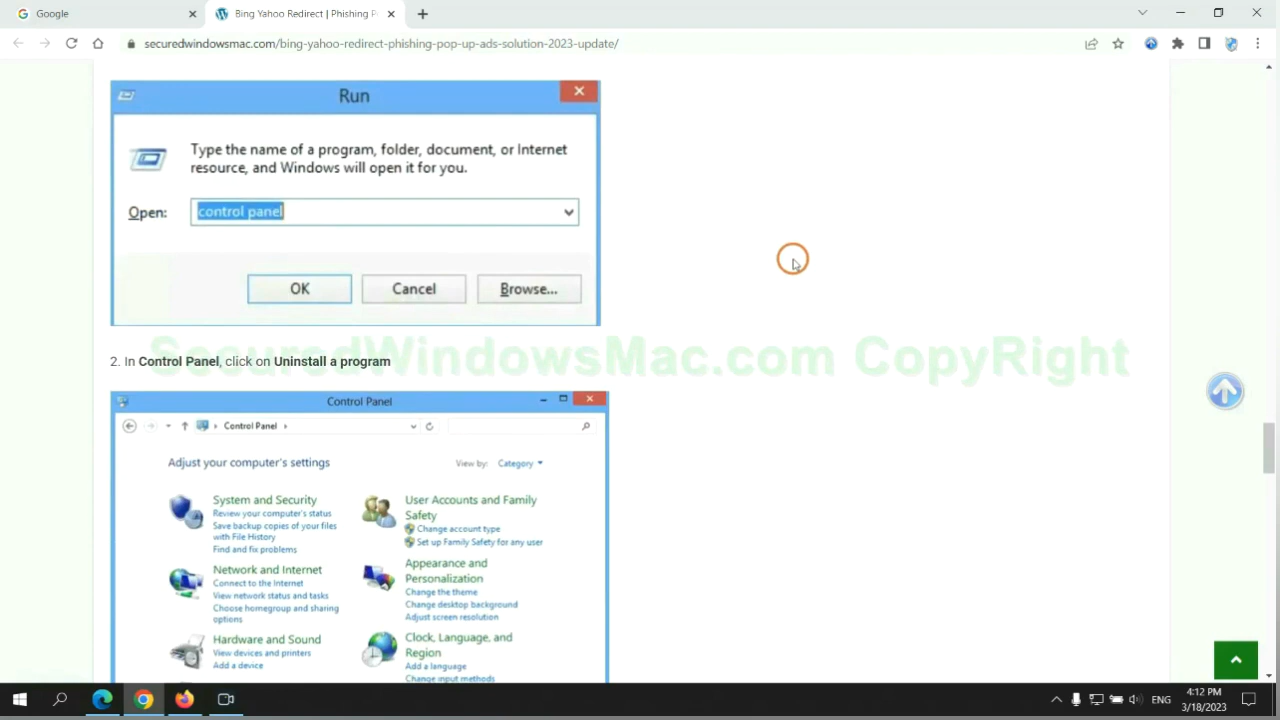 Google
Bing Yahoo Redirect | Phishing P
securedwindowsmac.com/bing-yahoo-redirect-phishing-pop-up-ads-solution-2023-update/
Run
Type the name of a program, folder, document, or Internet
resource, and Windows will open it for you.
Open:
control panel
OK
Cancel
Browse...
SecuredWindowsMac.com CopyRight
2. In Control Panel, click on Uninstall a program
Control Panel
Control Panel
Adjust your computer's settings
View by: Category
System and Security
Review your computer's status
Save backup copies of your files
with File History
Find and fix problems
User Accounts and Family
Safety
Change account type
Set up Family Safety for any user
Network and Internet
Connect to the Internet
View network status and tasks
Choose homegroup and sharing
options
Appearance and
Personalization
Change the theme
Change desktop background
Adjust screen resolution
Hardware and Sound
View devices and printers
Add a device
Clock, Language, and
Region
Add a language
Change input methods
ENG
4:12 PM
3/18/2023